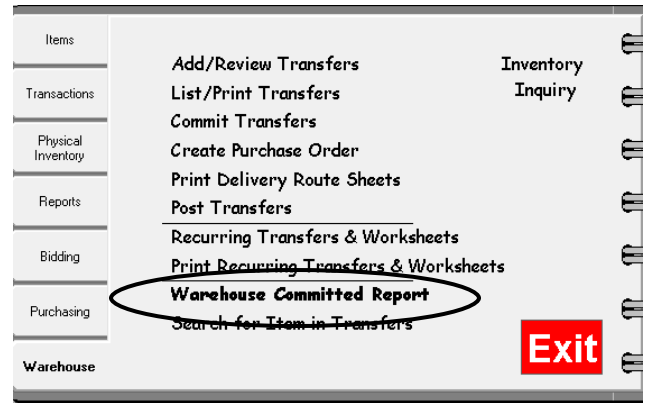 Items
Transactions
Physical
Inventory
Reports
Bidding
Purchasing
Warehouse
Add/Review Transfers
List/Print Transfers
Commit Transfers
Create Purchase Order
Print Delivery Route Sheets
Post Transfers
Recurring Transfers & Worksheets
Print Recurring Transfers & Worksheets
Warehouse Committed Report
Search for Item in Transfers
Inventory
Inquiry
Exit